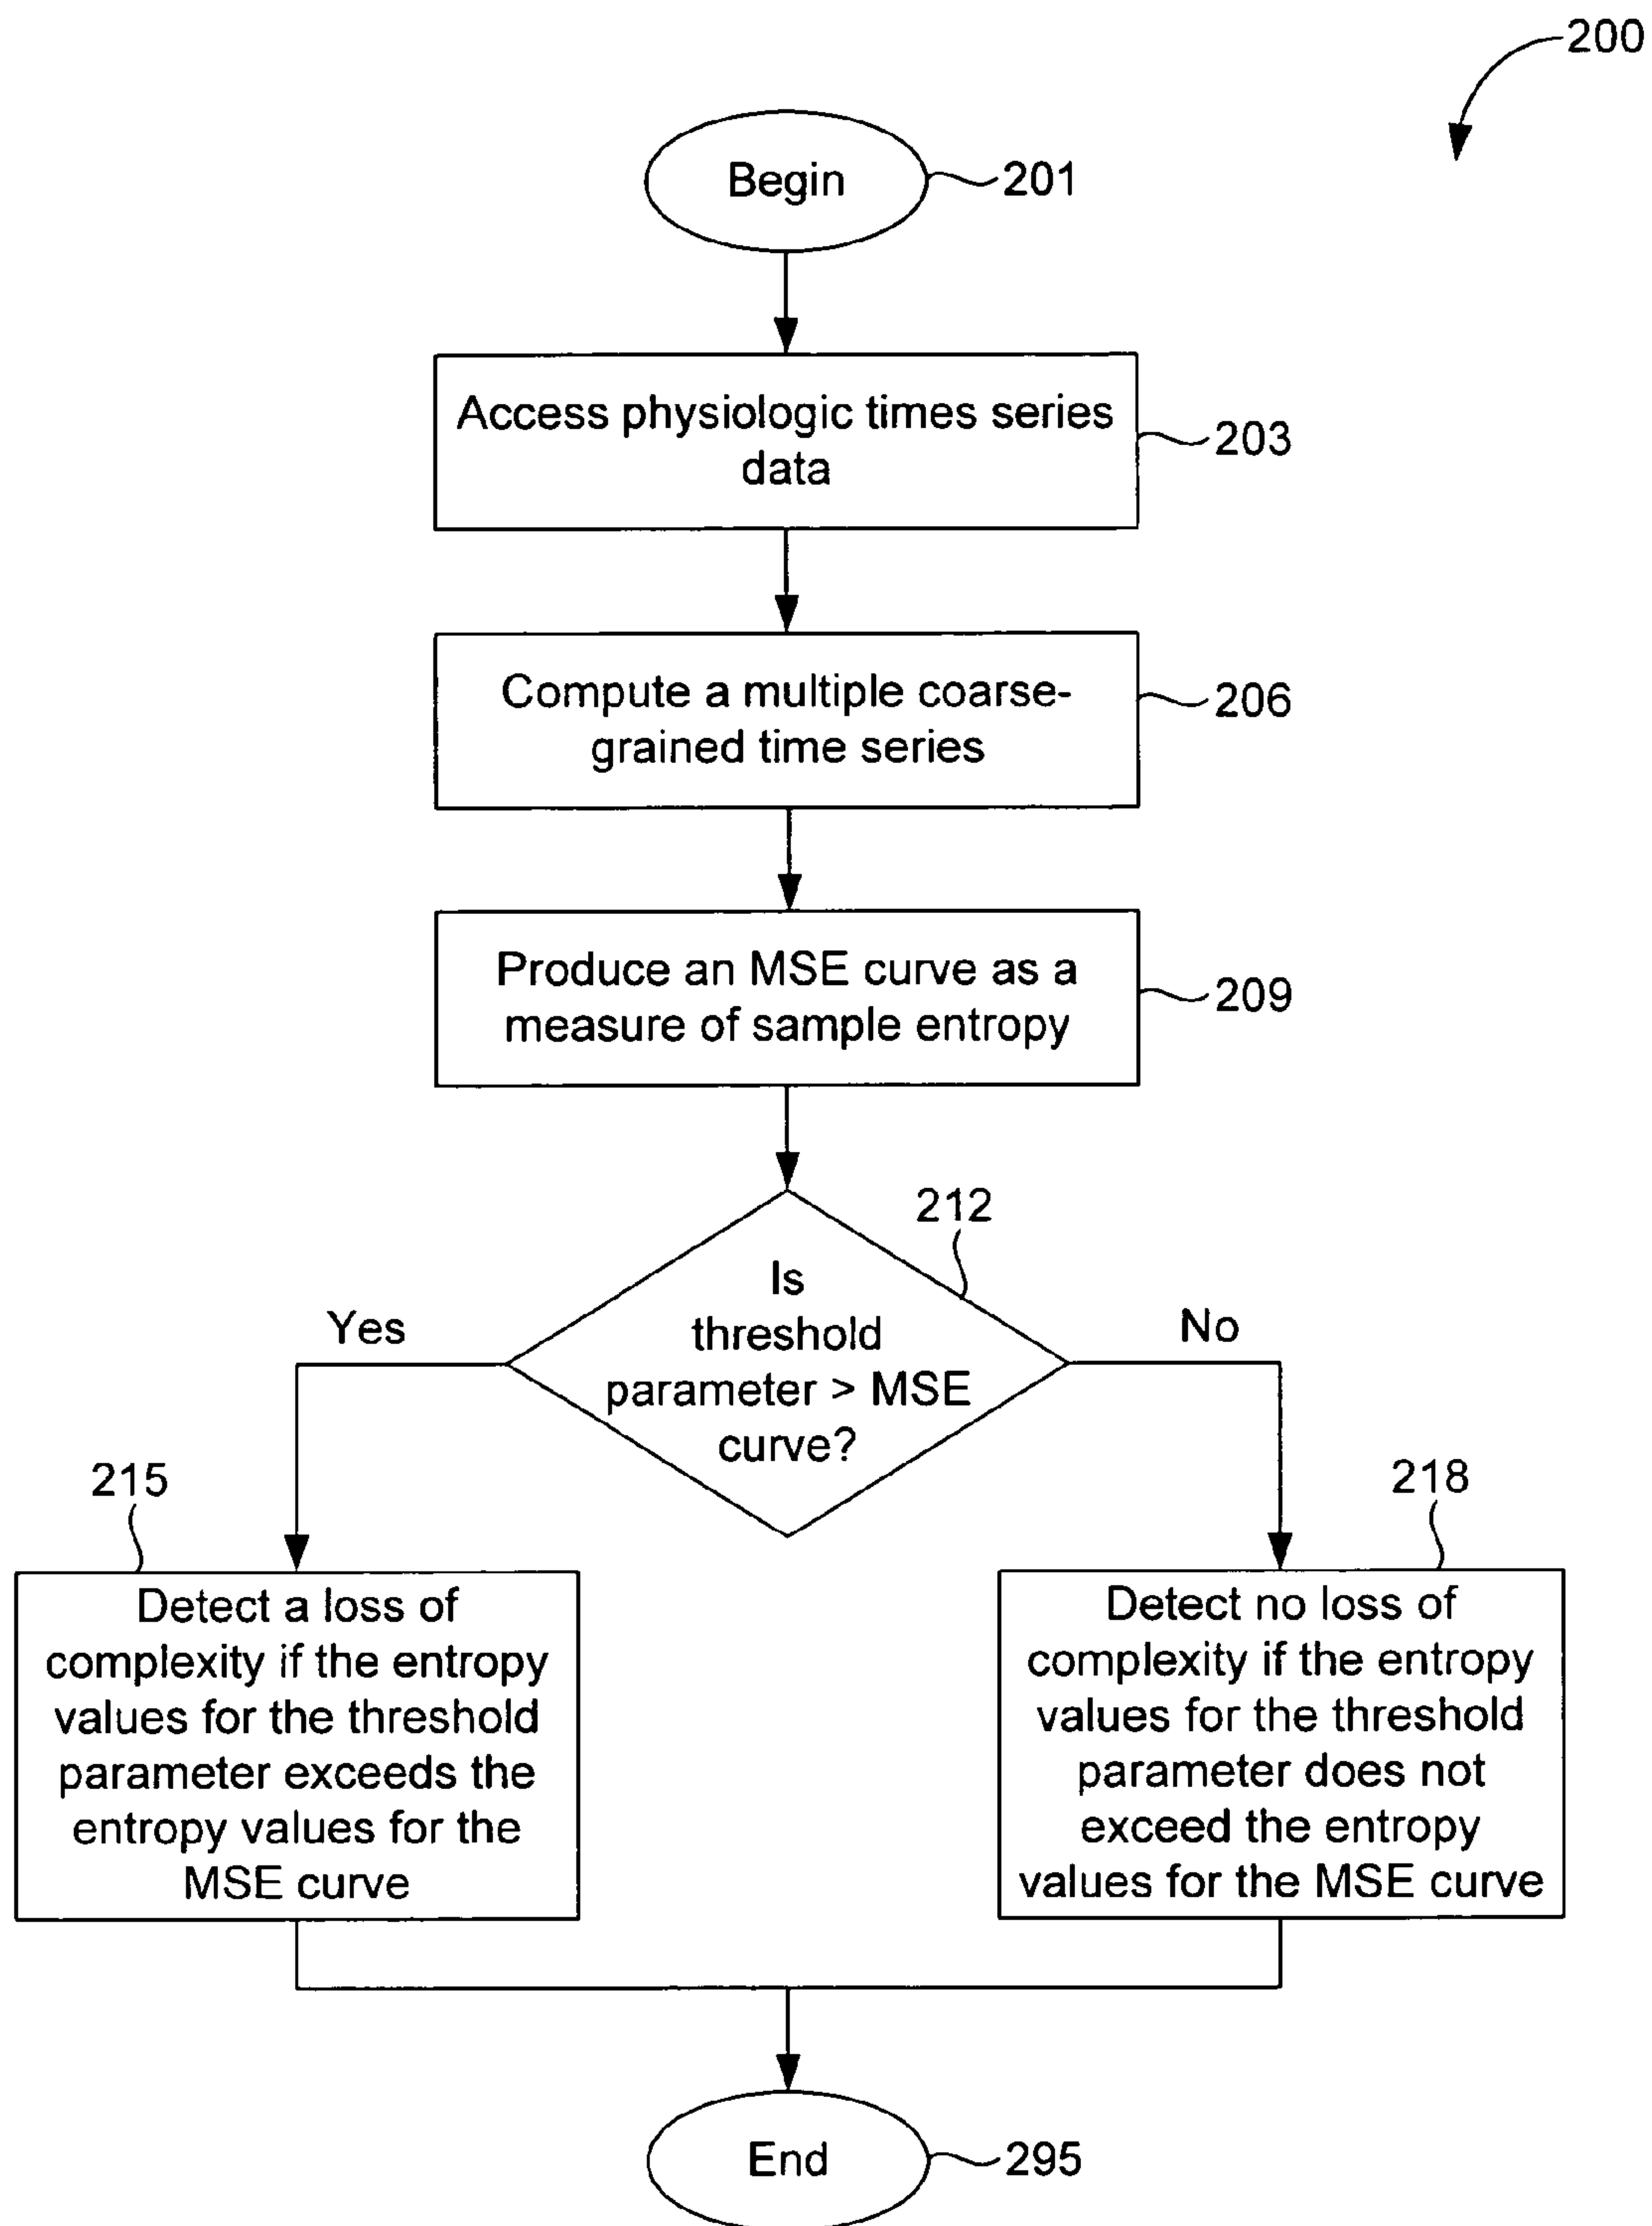 200
Begin
201
Access physiologic times series
data
203
Compute a multiple coarse-
grained time series
206
Produce an MSE curve as a
measure of sample entropy
209
212
Is
threshold
parameter > MSE
curve?
Yes
No
215
Detect a loss of
complexity if the entropy
values for the threshold
parameter exceeds the
entropy values for the
MSE curve
218
Detect no loss of
complexity if the entropy
values for the threshold
parameter does not
exceed the entropy
values for the MSE curve
End
295